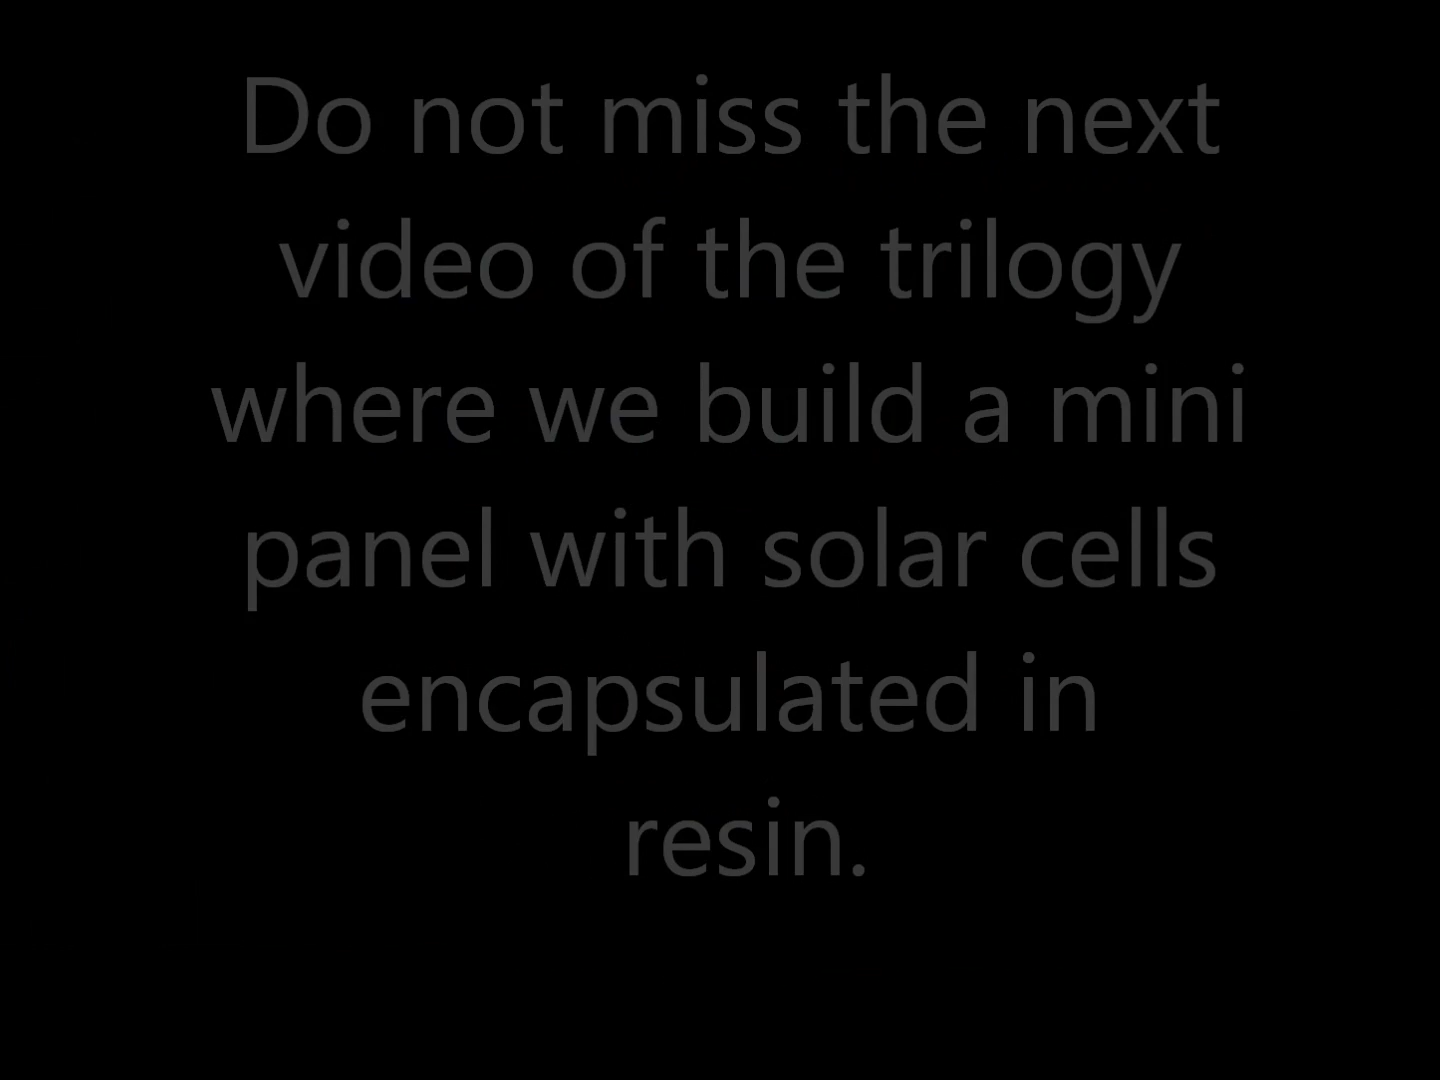 Do not miss the next
video of the trilogy
where we build a mini
panel with solar cells
encapsulated in
resin.